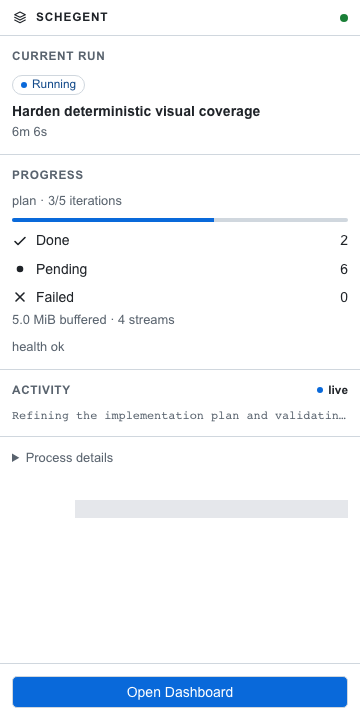 SCHEGENT
CURRENT RUN
Running
Harden deterministic visual coverage
6m 6s
PROGRESS
plan · 3/5 iterations
Done 2
Pending 6
Failed 0
5.0 MiB buffered · 4 streams
health ok
ACTIVITY live
Refining the implementation plan and validatin…
Process details
Open Dashboard